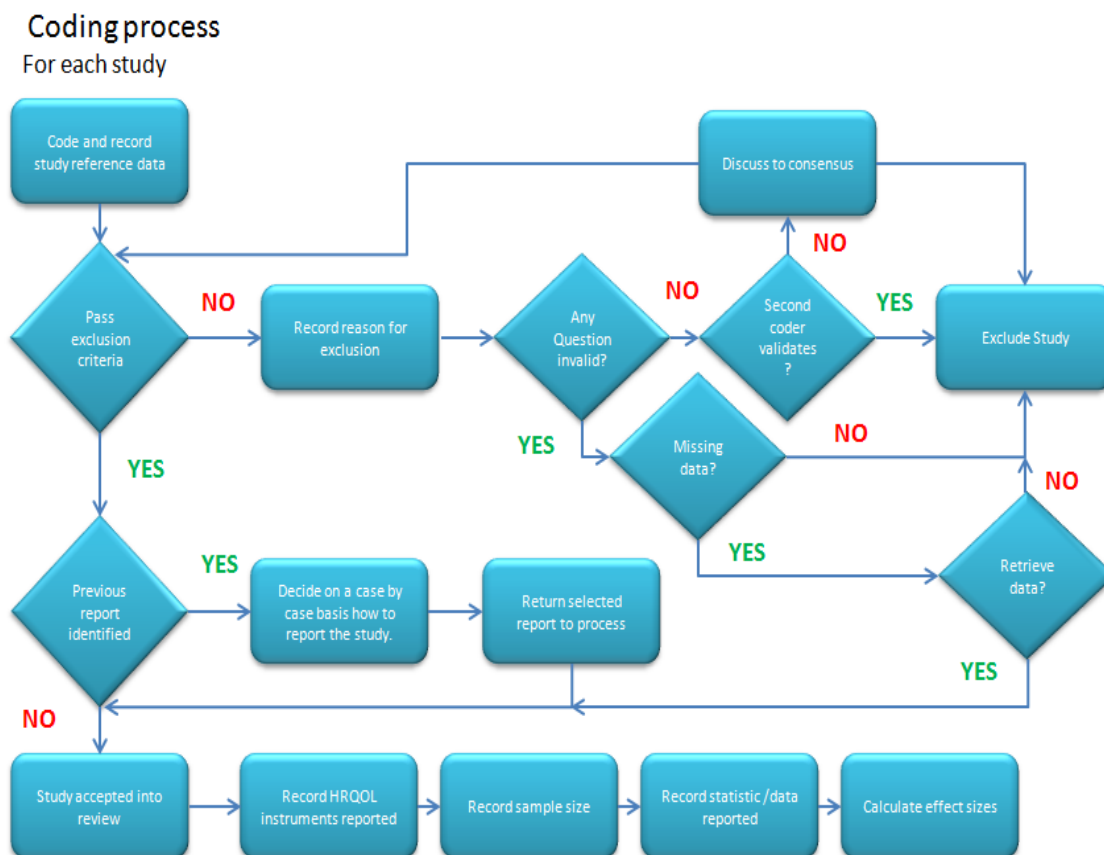 Coding process
For each study
Code and record
study reference data
Discuss to consensus
NO
Pass
exclusion
criteria
NO
Record reason for
exclusion
Any
Question
invalid?
NO
Second
coder
validates
?
YES
Exclude Study
YES
YES
Missing
data?
NO
NO
YES
Retrieve
data?
Previous
report
identified
YES
Decide on a case by
case basis how to
report the study.
Return selected
report to process
YES
NO
Study accepted into
review
Record HRQOL
instruments reported
Record sample size
Record statistic /data
reported
Calculate effect sizes